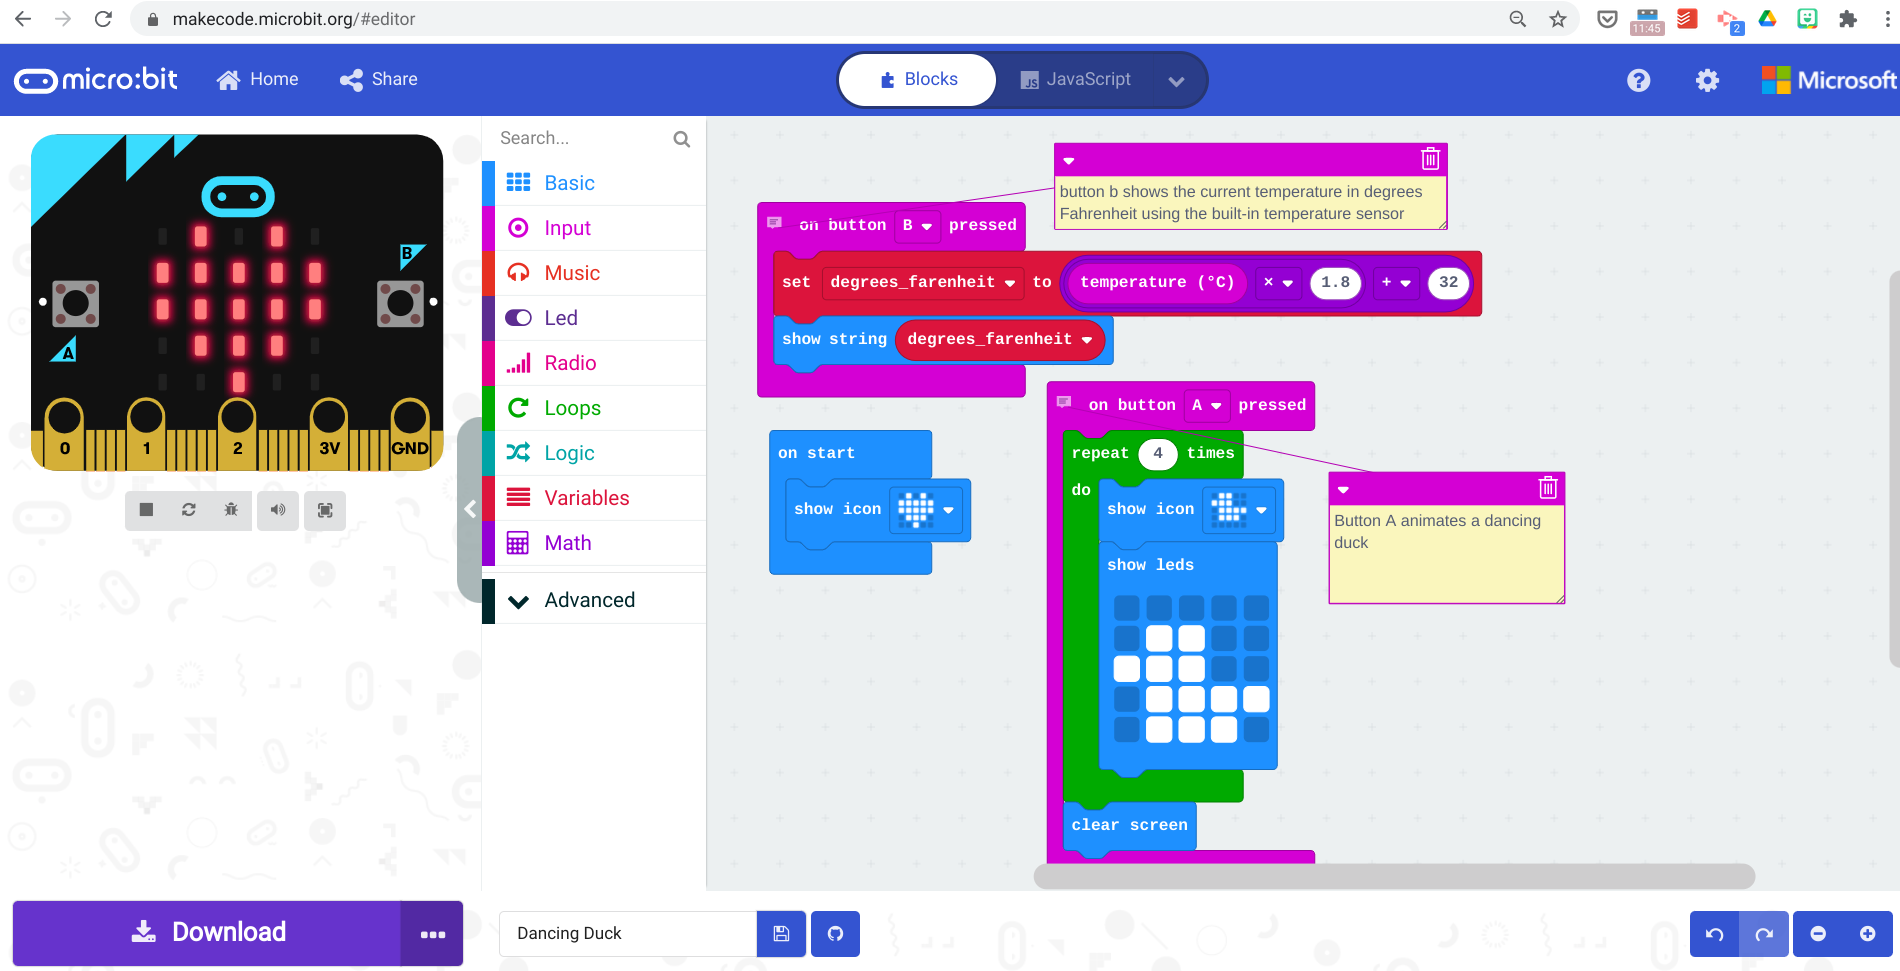 makecode.microbit.org/#editor
11:45
2
micro:bit
Home
Share
Blocks
JS JavaScript
?
Microsoft
B
A
0 1 2 3V GND
Search...
Basic
Input
Music
Led
Radio
Loops
Logic
Variables
Math
Advanced
button b shows the current temperature in degrees
Fahrenheit using the built-in temperature sensor
on button B pressed
set degrees_farenheit to temperature (°C) × 1.8 + 32
show string degrees_farenheit
on start
show icon
on button A pressed
repeat 4 times
do
show icon
show leds
clear screen
Button A animates a dancing
duck
Download
Dancing Duck